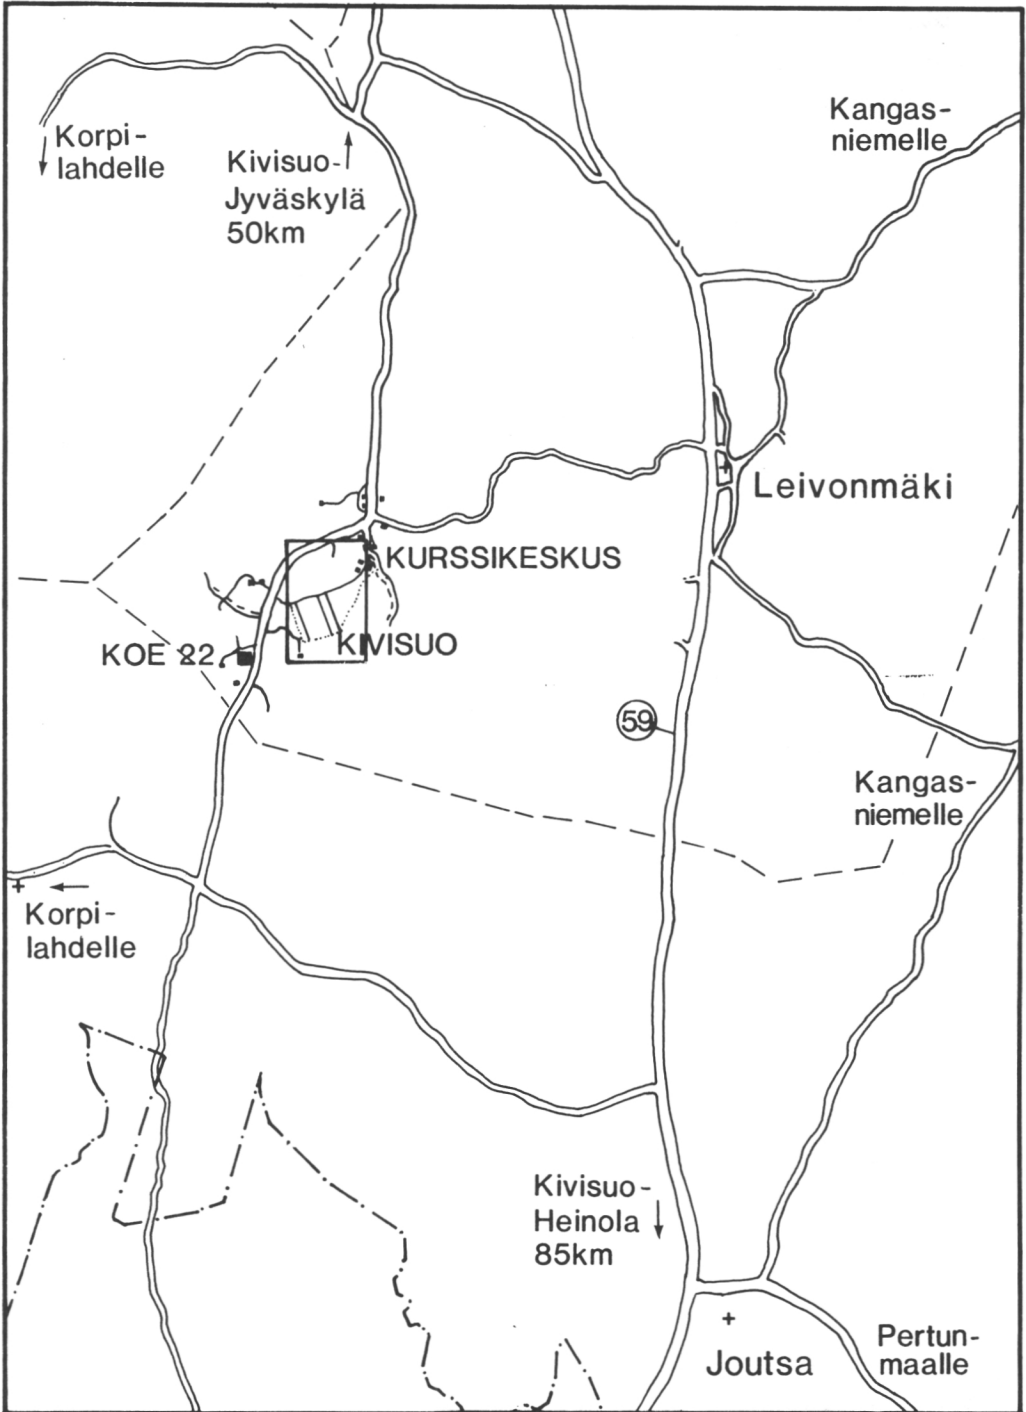 Kangas-
niemelle
Korpi-
lahdelle
Kivisuo-
Jyväskylä
50km
Leivonmäki
KURSSIKESKUS
KIVISUO
KOE 22
59
Kangas-
niemelle
Korpi-
lahdelle
Kivisuo-
Heinola
85km
Joutsa
Pertun-
maalle